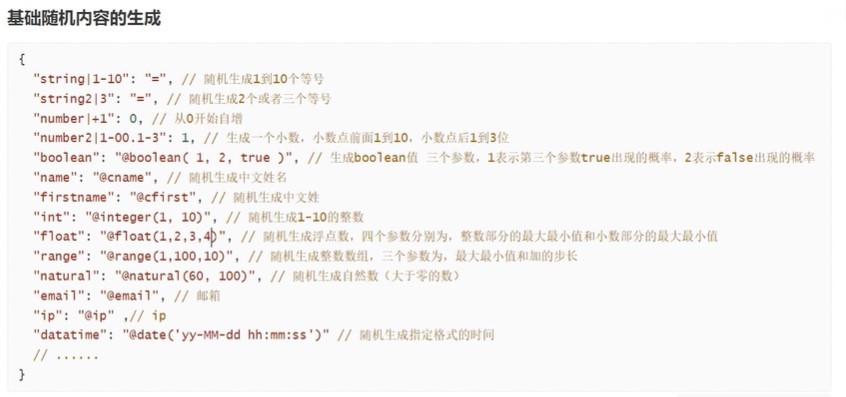 基础随机内容的生成
{
"string|1-10": "=", // 随机生成1到10个等号
"string2|3": "=", // 随机生成2个或者三个等号
"number|+1": 0, // 从0开始自增
"number2|1-00.1-3": 1, // 生成一个小数，小数点前面1到10，小数点后1到3位
"boolean": "@boolean( 1, 2, true )", // 生成boolean值 三个参数，1表示第三个参数true出现的概率，2表示false出现的概率
"name": "@cname", // 随机生成中文姓名
"firstname": "@cfirst", // 随机生成中文姓
"int": "@integer(1, 10)", // 随机生成1-10的整数
"float": "@float(1,2,3,4)", // 随机生成浮点数，四个参数分别为，整数部分的最大最小值和小数部分的最大最小值
"range": "@range(1,100,10)", // 随机生成整数数组，三个参数为，最大最小值和加的步长
"natural": "@natural(60, 100)", // 随机生成自然数（大于零的数）
"email": "@email", // 邮箱
"ip": "@ip" ,// ip
"datatime": "@date('yy-MM-dd hh:mm:ss')" // 随机生成指定格式的时间
// ......
}